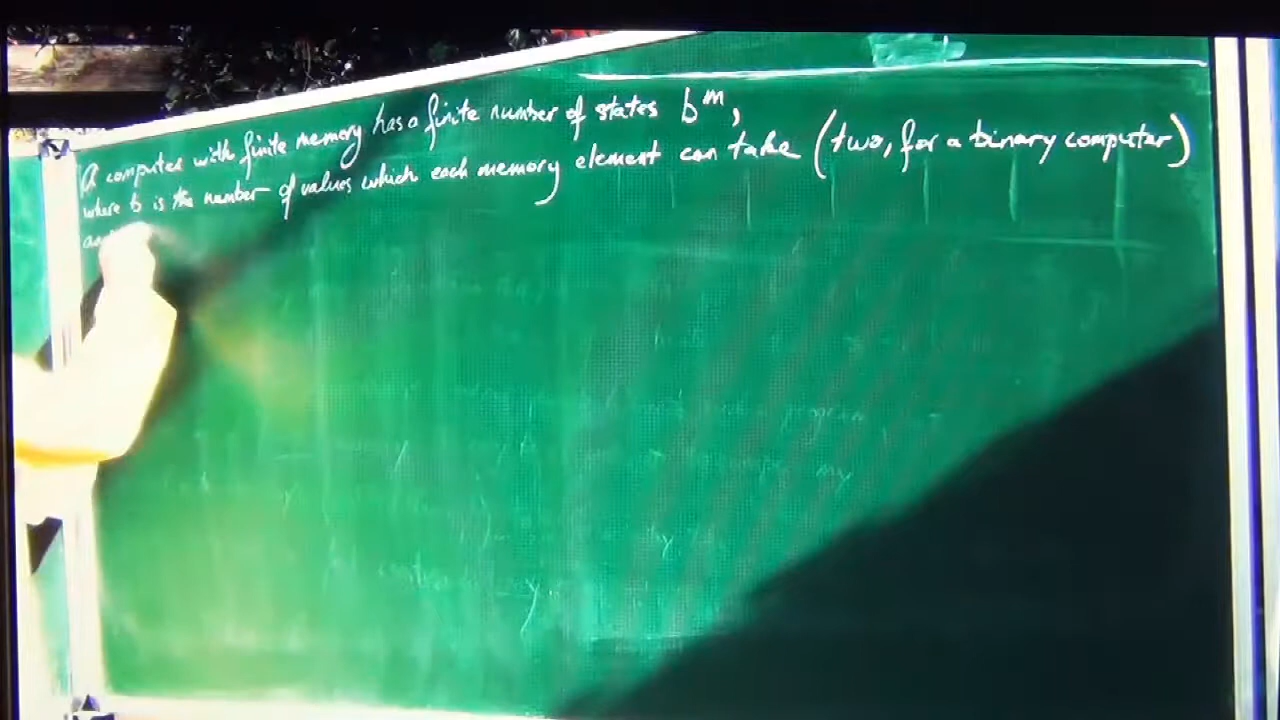 A computer with finite memory has a finite number of states bᵐ,
where b is the number of values which each memory element can take (two, for a binary computer)